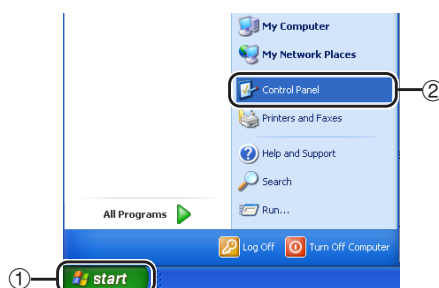 My Computer
My Network Places
Control Panel
②
Printers and Faxes
Help and Support
Search
All Programs
Run...
Log Off
Turn Off Computer
①
start